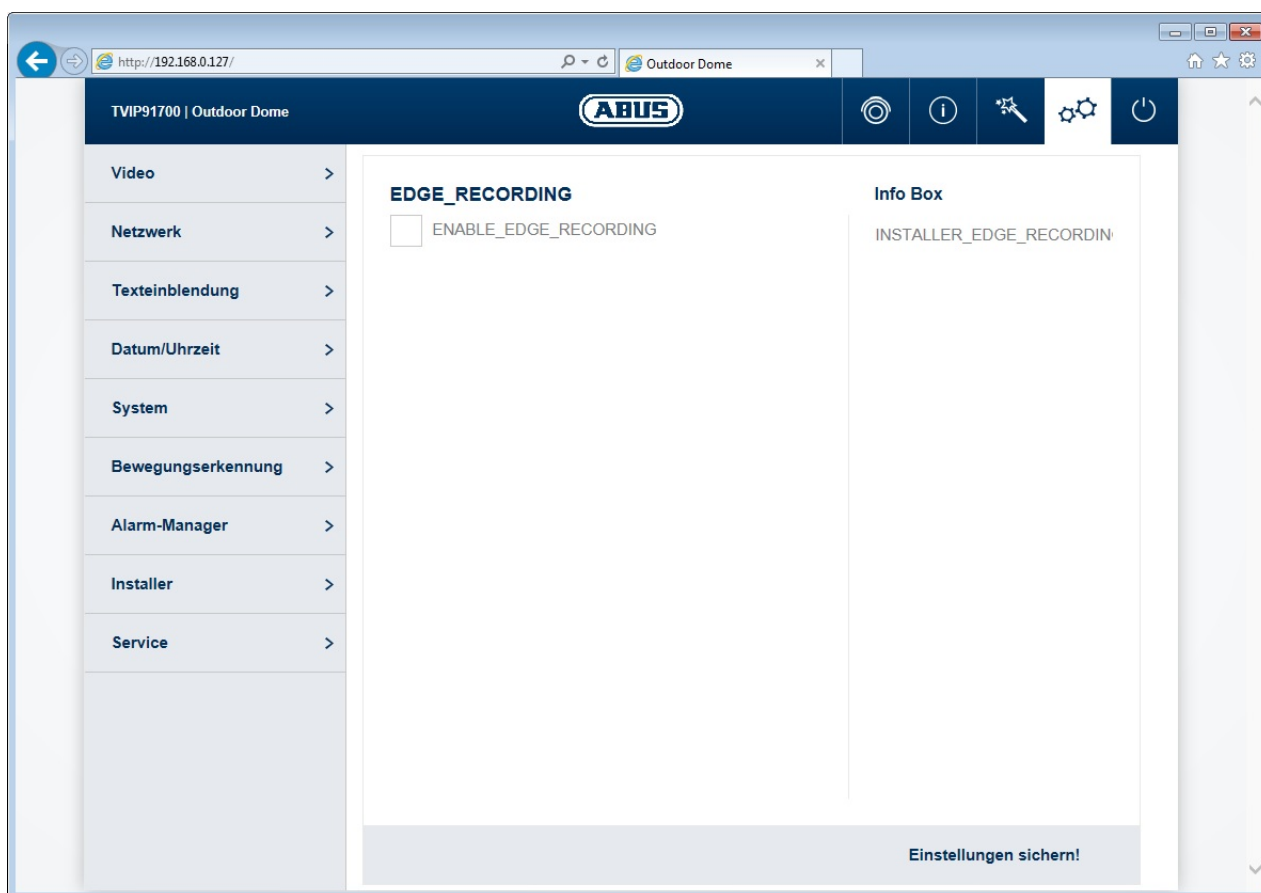 http://192.168.0.127/
Outdoor Dome
TVIP91700 | Outdoor Dome
ABUS
Video
Netzwerk
Texteinblendung
Datum/Uhrzeit
System
Bewegungserkennung
Alarm-Manager
Installer
Service
EDGE_RECORDING
ENABLE_EDGE_RECORDING
Info Box
INSTALLER_EDGE_RECORDIN
Einstellungen sichern!